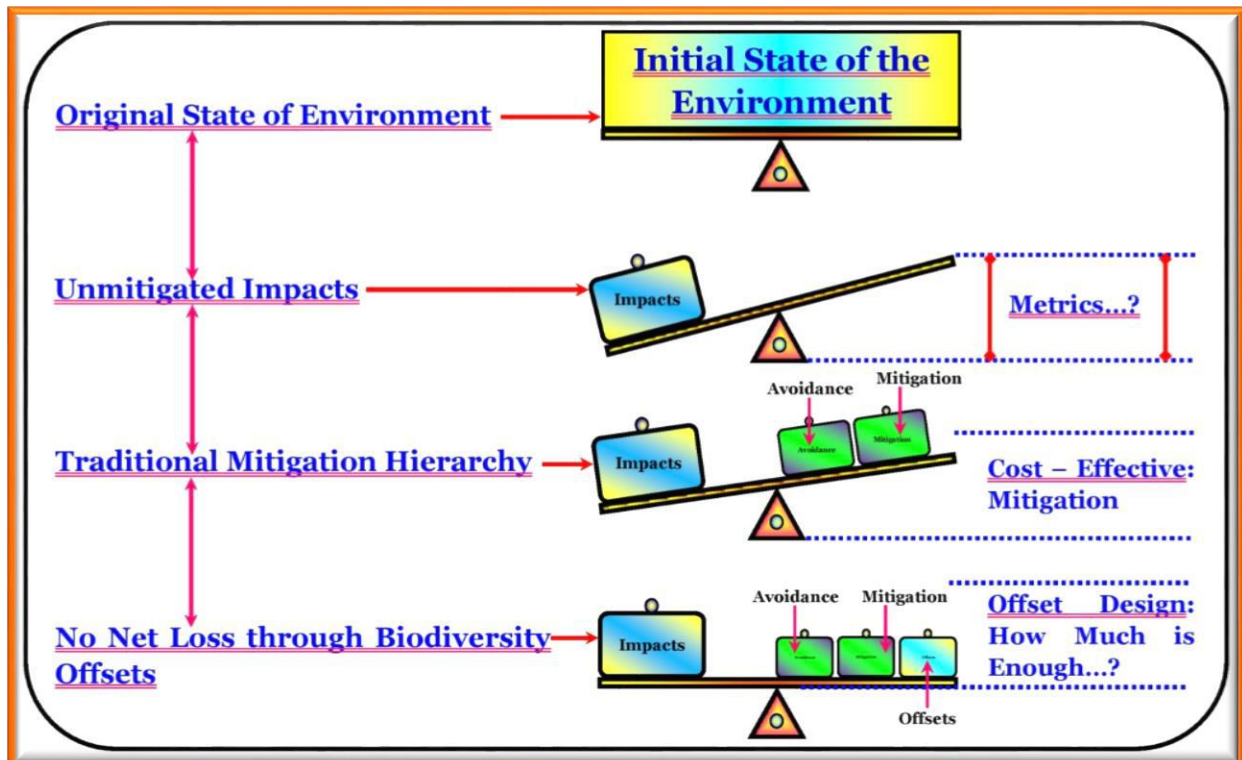 Initial State of the
Environment
Original State of Environment
Unmitigated Impacts
Impacts
Metrics...?
Avoidance
Mitigation
Traditional Mitigation Hierarchy
Impacts
Avoidance
Mitigation
Cost – Effective:
Mitigation
No Net Loss through Biodiversity
Offsets
Impacts
Avoidance
Mitigation
Offsets
Offset Design:
How Much is
Enough...?